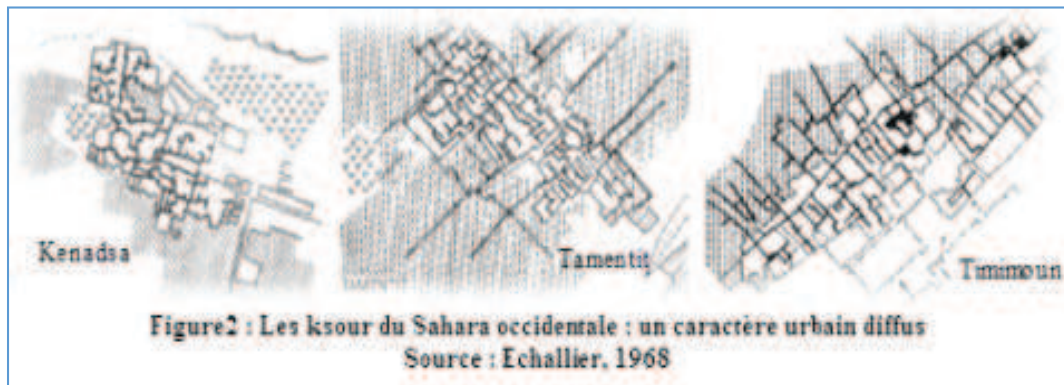 Kenadsa
Tamentit
Timimoun
Figure2 : Les ksour du Sahara occidentale : un caractère urbain diffus
Source : Echallier, 1968